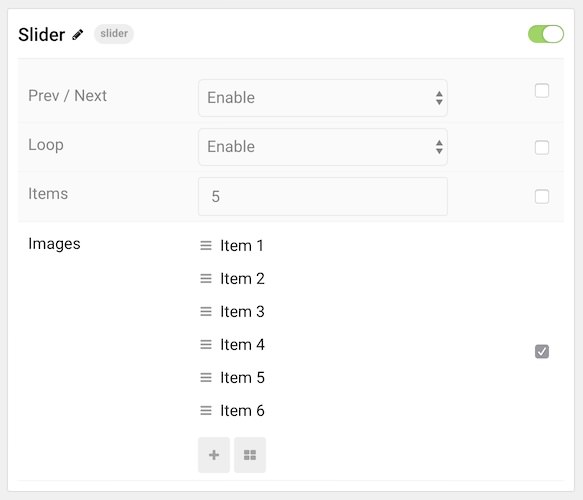 Slider slider
Prev / Next Enable
Loop Enable
Items 5
Images Item 1
Item 2
Item 3
Item 4
Item 5
Item 6